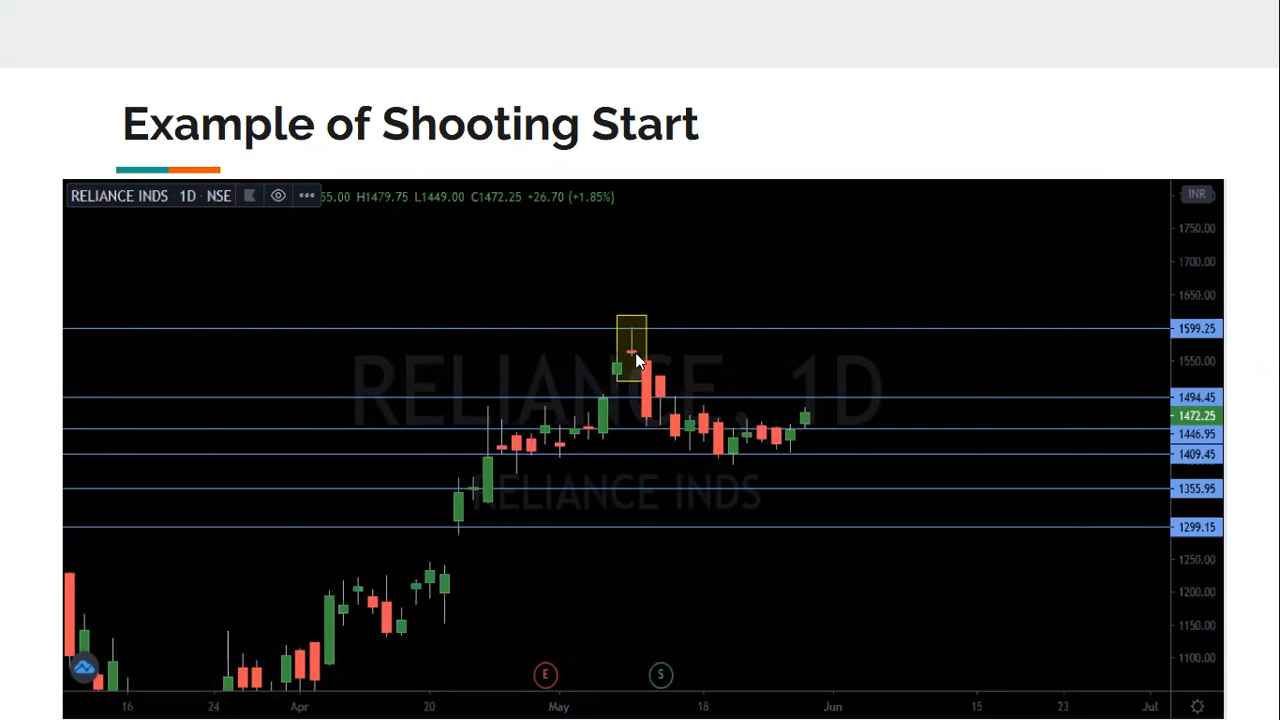 Example of Shooting Start
RELIANCE INDS · 1D · NSE ••• 55.00 H1479.75 L1449.00 C1472.25 +26.70 (+1.85%)
INR
1750.00
1700.00
1650.00
1599.25
1550.00
1494.45
1472.25
1446.95
1409.45
1355.95
1299.15
1250.00
1200.00
1150.00
1100.00
RELIANCE, 1D
RELIANCE INDS
E
S
16 24 Apr 20 May 18 Jun 15 23 Jul